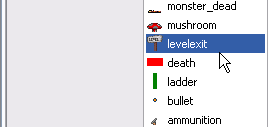 monster_dead
mushroom
levelexit
death
ladder
bullet
ammunition